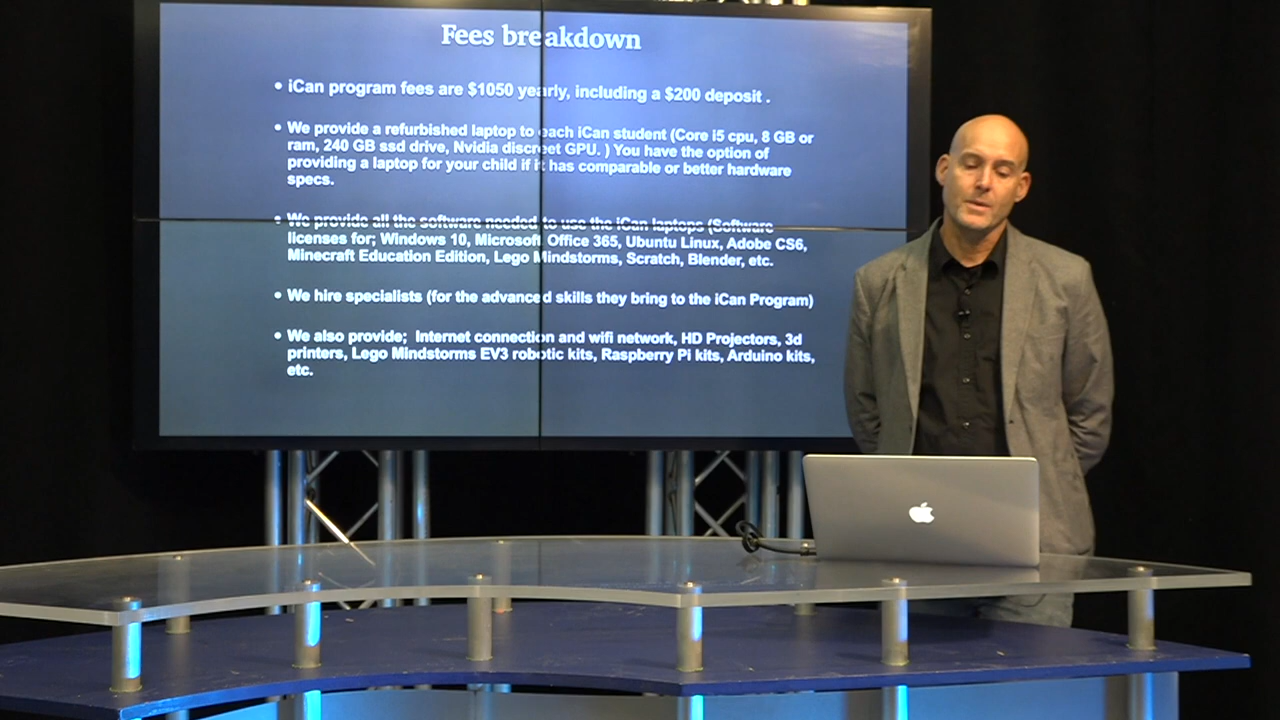 Fees breakdown
• iCan program fees are $1050 yearly, including a $200 deposit .
• We provide a refurbished laptop to each iCan student (Core i5 cpu, 8 GB or
ram, 240 GB ssd drive, Nvidia discreet GPU. ) You have the option of
providing a laptop for your child if it has comparable or better hardware
specs.
• We provide all the software needed to use the iCan laptops (Software
licenses for; Windows 10, Microsoft Office 365, Ubuntu Linux, Adobe CS6,
Minecraft Education Edition, Lego Mindstorms, Scratch, Blender, etc.
• We hire specialists (for the advanced skills they bring to the iCan Program)
• We also provide; Internet connection and wifi network, HD Projectors, 3d
printers, Lego Mindstorms EV3 robotic kits, Raspberry Pi kits, Arduino kits,
etc.